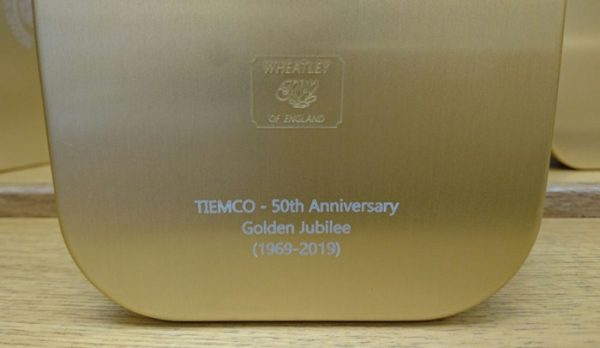 WHEATLEY
OF ENGLAND
TIEMCO - 50th Anniversary
Golden Jubilee
(1969-2019)